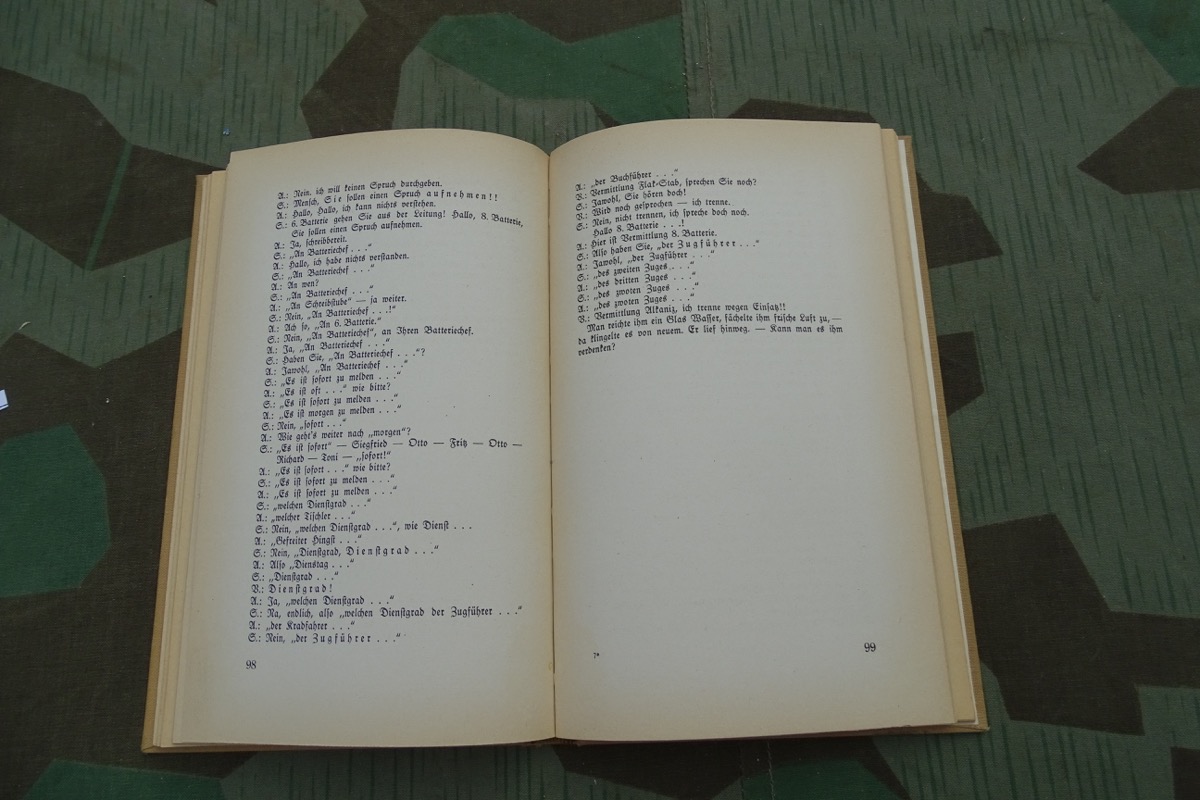 A.: Nein, ich will keinen Spruch durchgeben.
S.: Mensch, Sie sollen einen Spruch aufnehmen!!
A.: Hallo, Hallo, ich kann nichts verstehen.
S.: 6. Batterie gehen Sie aus der Leitung! Hallo, 8. Batterie,
Sie sollen einen Spruch aufnehmen.
A.: Ja, schreibbereit.
S.: „An Batteriechef . . .“
A.: Hallo, ich habe nichts verstanden.
S.: „An Batteriechef . . .“
A.: An wen?
S.: „An Batteriechef . . .“
A.: „An Schreibstube“ — ja weiter.
S.: Nein, „An Batteriechef . . .!“
A.: Ach so, „An 6. Batterie.“
S.: Nein, „An Batteriechef“, an Ihren Batteriechef.
A.: Ja, „An Batteriechef . . .“
S.: Haben Sie, „An Batteriechef . . .“?
A.: Jawohl, „An Batteriechef . . .“
S.: „Es ist sofort zu melden . . .“
A.: „Es ist oft . . .“ wie bitte?
S.: „Es ist sofort zu melden . . .“
A.: „Es ist morgen zu melden . . .“
S.: Nein, „sofort . . .“
A.: Wie geht's weiter nach „morgen“?
S.: „Es ist sofort“ — Siegfried — Otto — Fritz — Otto —
Richard — Toni — „sofort!“
A.: „Es ist sofort . . .“ wie bitte?
S.: „Es ist sofort zu melden . . .“
A.: „Es ist sofort zu melden . . .“
S.: „welchen Dienstgrad . . .“
A.: „welcher Tischler . . .“
S.: Nein, „welchen Dienstgrad . . .“, wie Dienst . . .
A.: „Gefreiter Hingst . . .“
S.: Nein, „Dienstgrad, Dienstgrad . . .“
A.: Also „Dienstag . . .“
S.: „Dienstgrad . . .“
V.: Dienstgrad!
A.: Ja, „welchen Dienstgrad . . .“
S.: Na, endlich, also „welchen Dienstgrad der Zugführer . . .“
A.: „der Kradfahrer . . .“
S.: Nein, „der Zugführer . . .“
98
A.: „der Buchführer . . .“
V.: Vermittlung Flak-Stab, sprechen Sie noch?
S.: Jawohl, Sie hören doch!
V.: Wird noch gesprochen — ich trenne.
S.: Nein, nicht trennen, ich spreche doch noch.
Hallo 8. Batterie . . .!
A.: Hier ist Vermittlung 8. Batterie.
S.: Also haben Sie, „der Zugführer . . .“
A.: Jawohl, „der Zugführer . . .“
S.: „des zweiten Zuges . . .“
A.: „des dritten Zuges . . .“
S.: „des zwoten Zuges . . .“
A.: „des zwoten Zuges . . .“
V.: Vermittlung Alkaniz, ich trenne wegen Einsatz!!
Man reichte ihm ein Glas Wasser, fächelte ihm frische Luft zu, —
da klingelte es von neuem. Er lief hinweg. — Kann man es ihm
verdenken?
7*
99